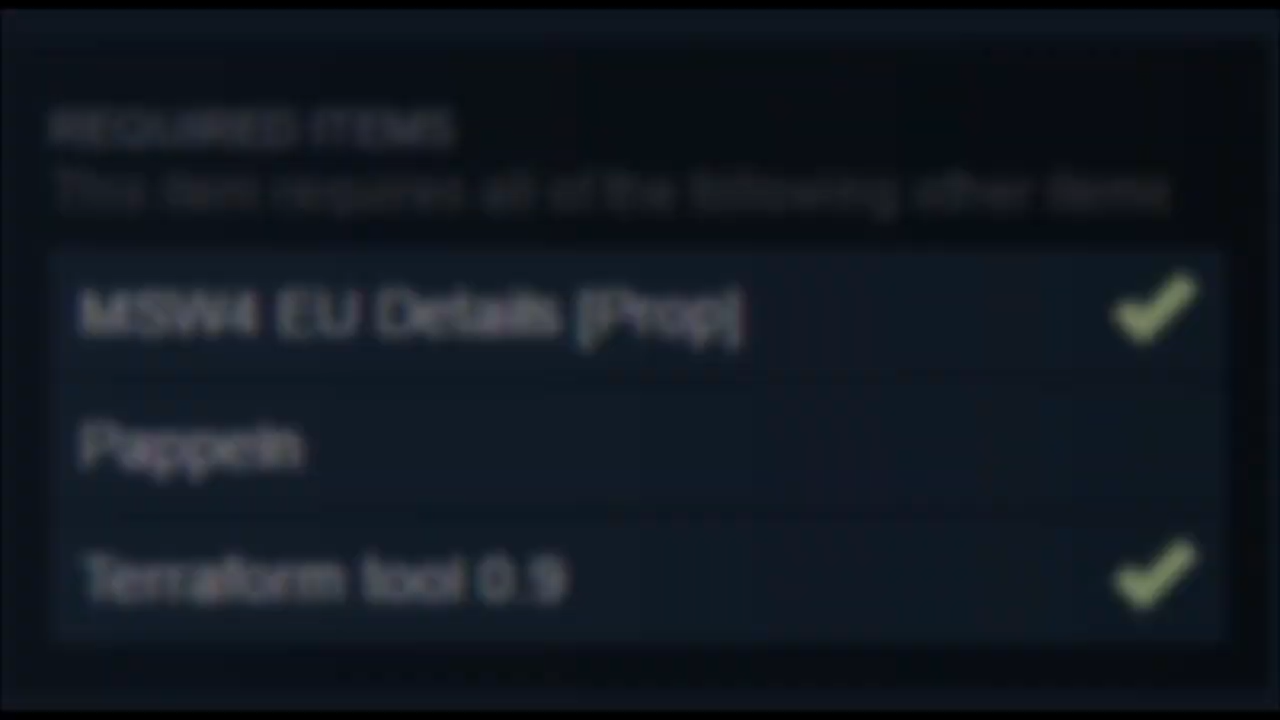 REQUIRED ITEMS
This item requires all of the following other items
MSW4 EU Details [Prop]
Pappeln
Terraform tool 0.9